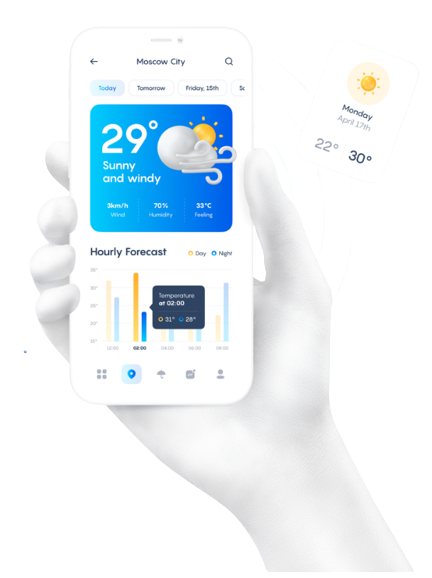 Moscow City
Today
Tomorrow
Friday, 15th
29°
Sunny
and windy
3km/h
Wind
70%
Humidity
33°C
Feeling
Hourly Forecast
Day
Night
Temperature
at 02:00
31°
28°
35°
30°
25°
20°
15°
12:00
02:00
04:00
06:00
08:00
Monday
April 17th
22°
30°